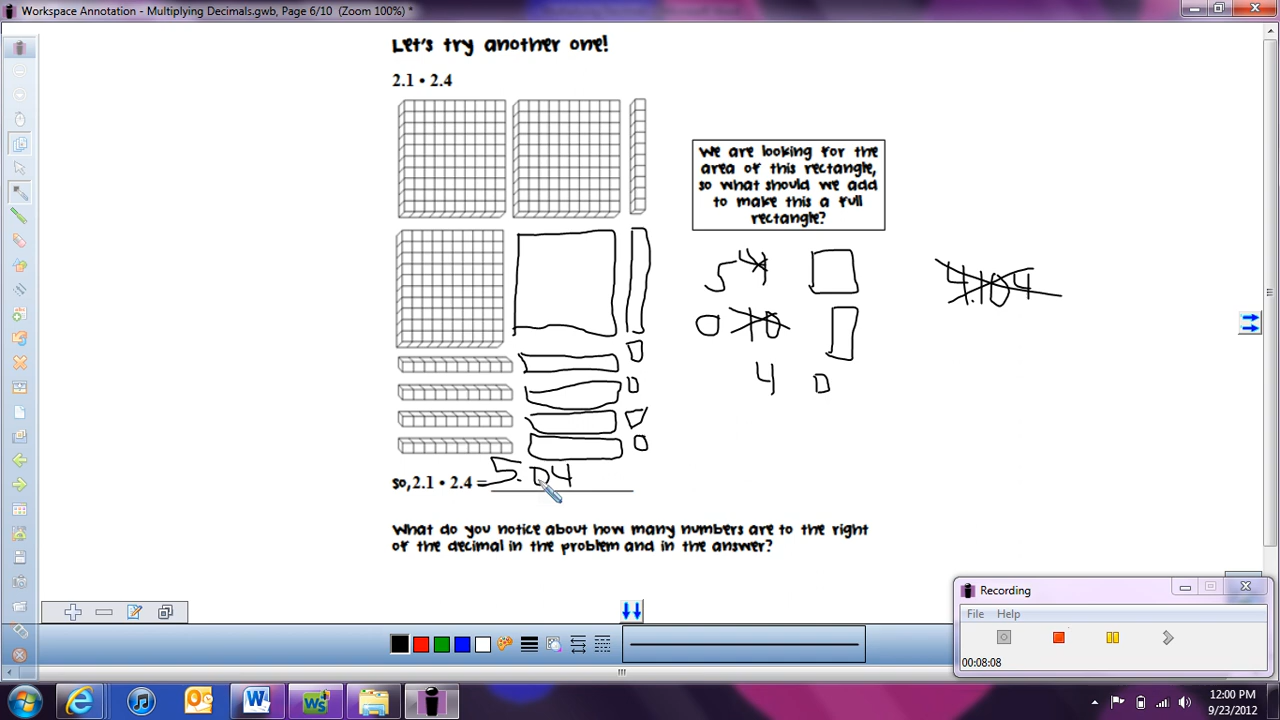 Workspace Annotation - Multiplying Decimals.gwb, Page 6/10 (Zoom 100%) *
Let's try another one!
2.1 • 2.4
We are looking for the
area of this rectangle,
so what should we add
to make this a full
rectangle?
5 4
0 10
4
4.104
so, 2.1 • 2.4 = 5.04
What do you notice about how many numbers are to the right
of the decimal in the problem and in the answer?
Recording
File Help
00:08:08
12:00 PM
9/23/2012